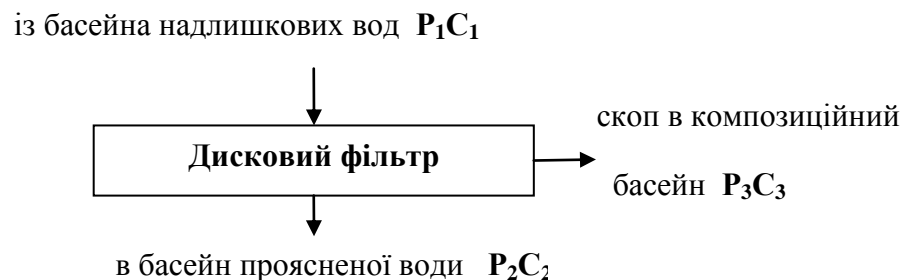 із басейна надлишкових вод P₁C₁
скоп в композиційний
Дисковий фільтр
басейн P₃C₃
в басейн проясненої води P₂C₂